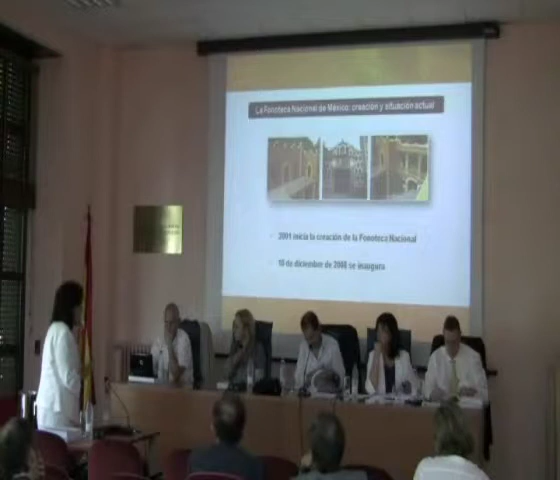 La Fonoteca Nacional de México: creación y situación actual
2001 inicia la creación de la Fonoteca Nacional
10 de diciembre de 2008 se inaugura